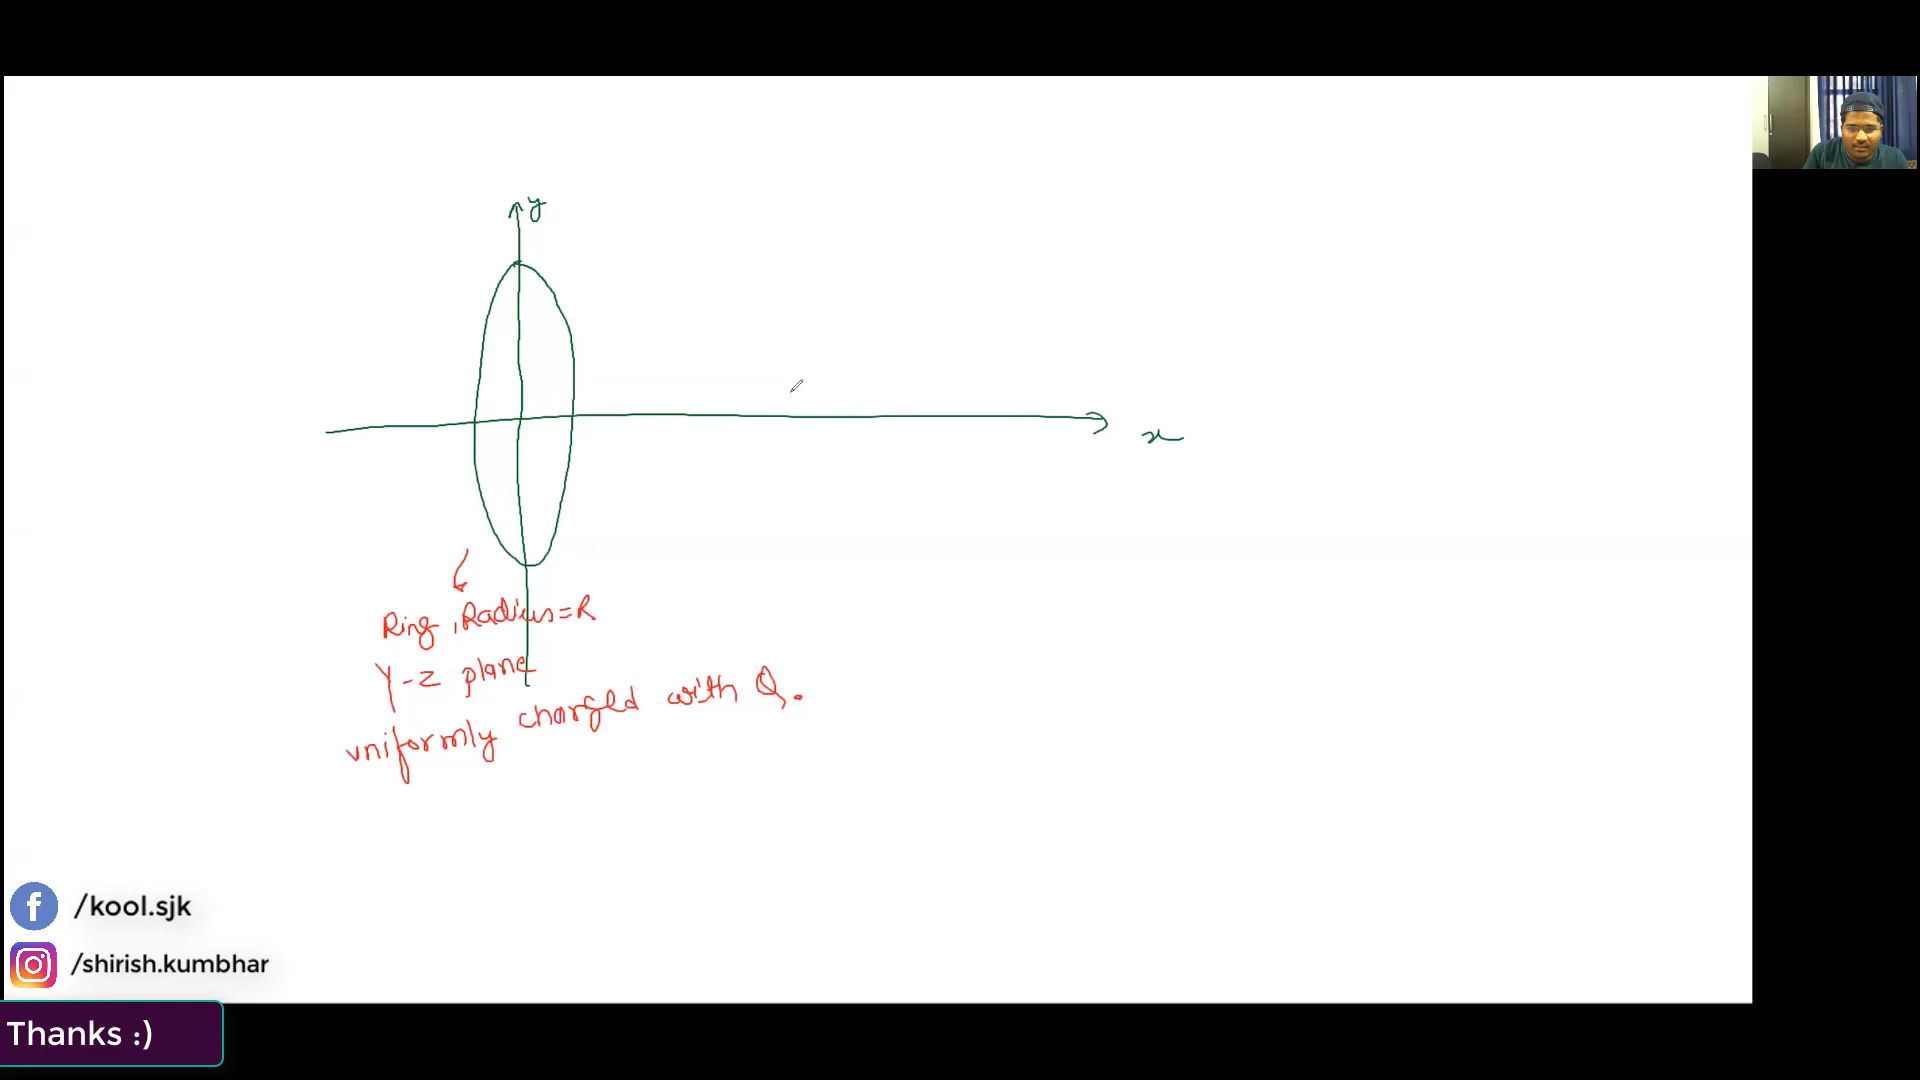 y
x
Ring, Radius = R
Y-Z plane
uniformly charged with Q.
/kool.sjk
/shirish.kumbhar
Thanks :)